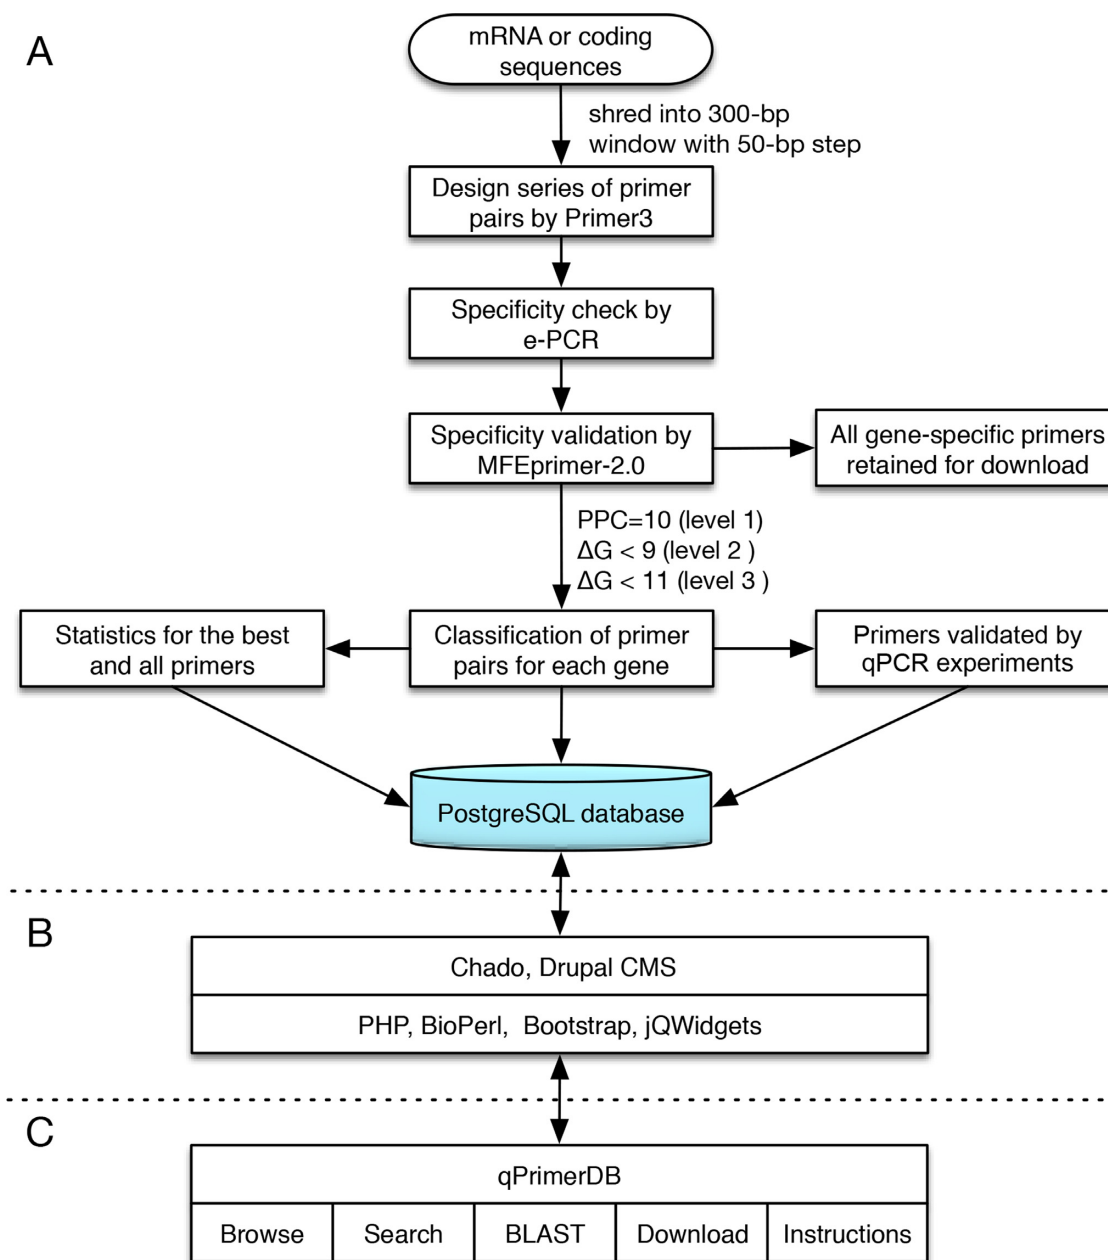 A
mRNA or coding
sequences
shred into 300-bp
window with 50-bp step
Design series of primer
pairs by Primer3
Specificity check by
e-PCR
Specificity validation by
MFEprimer-2.0
All gene-specific primers
retained for download
PPC=10 (level 1)
ΔG < 9 (level 2 )
ΔG < 11 (level 3 )
Statistics for the best
and all primers
Classification of primer
pairs for each gene
Primers validated by
qPCR experiments
PostgreSQL database
B
Chado, Drupal CMS
PHP, BioPerl, Bootstrap, jQWidgets
C
qPrimerDB
Browse
Search
BLAST
Download
Instructions